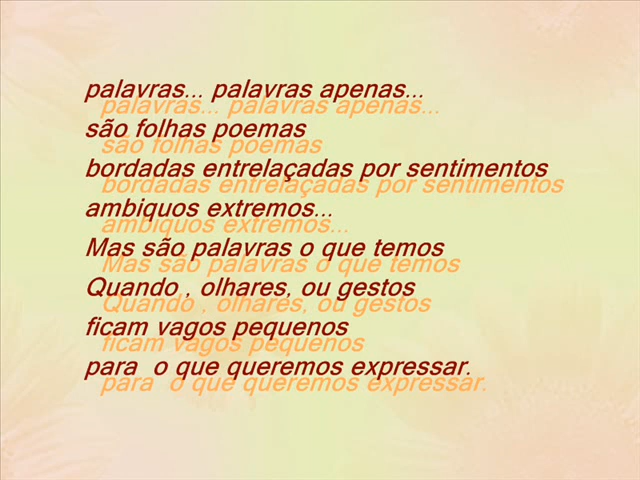 palavras... palavras apenas...
são folhas poemas
bordadas entrelaçadas por sentimentos
ambiquos extremos...
Mas são palavras o que temos
Quando , olhares, ou gestos
ficam vagos pequenos
para  o que queremos expressar.